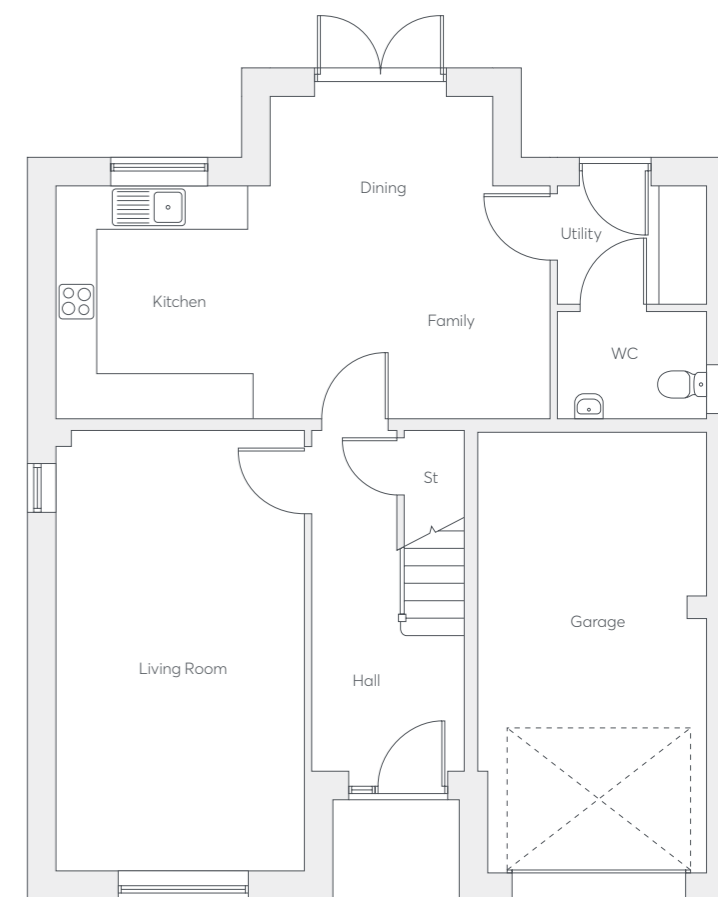 Dining
Utility
Kitchen
Family
WC
St
Garage
Living Room
Hall